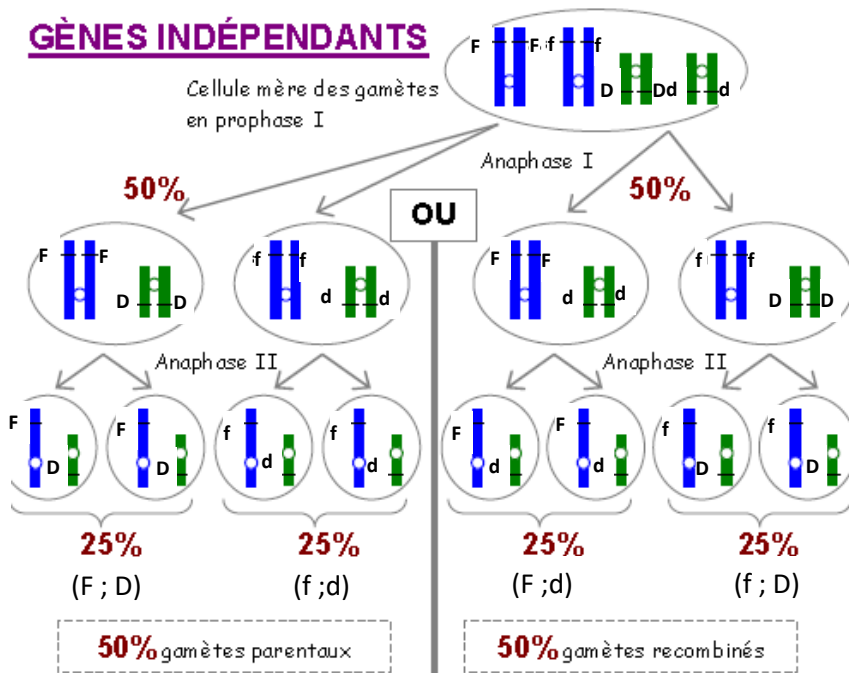 GÈNES INDÉPENDANTS
F F f f
D D d d
Cellule mère des gamètes
en prophase I
Anaphase I
50% 50%
OU
F F f f F F f f
D D d d d d D D
Anaphase II Anaphase II
F F f f F F f f
D D d d d d D D
25% 25% 25% 25%
(F ; D) (f ;d) (F ;d) (f ; D)
50% gamètes parentaux 50% gamètes recombinés